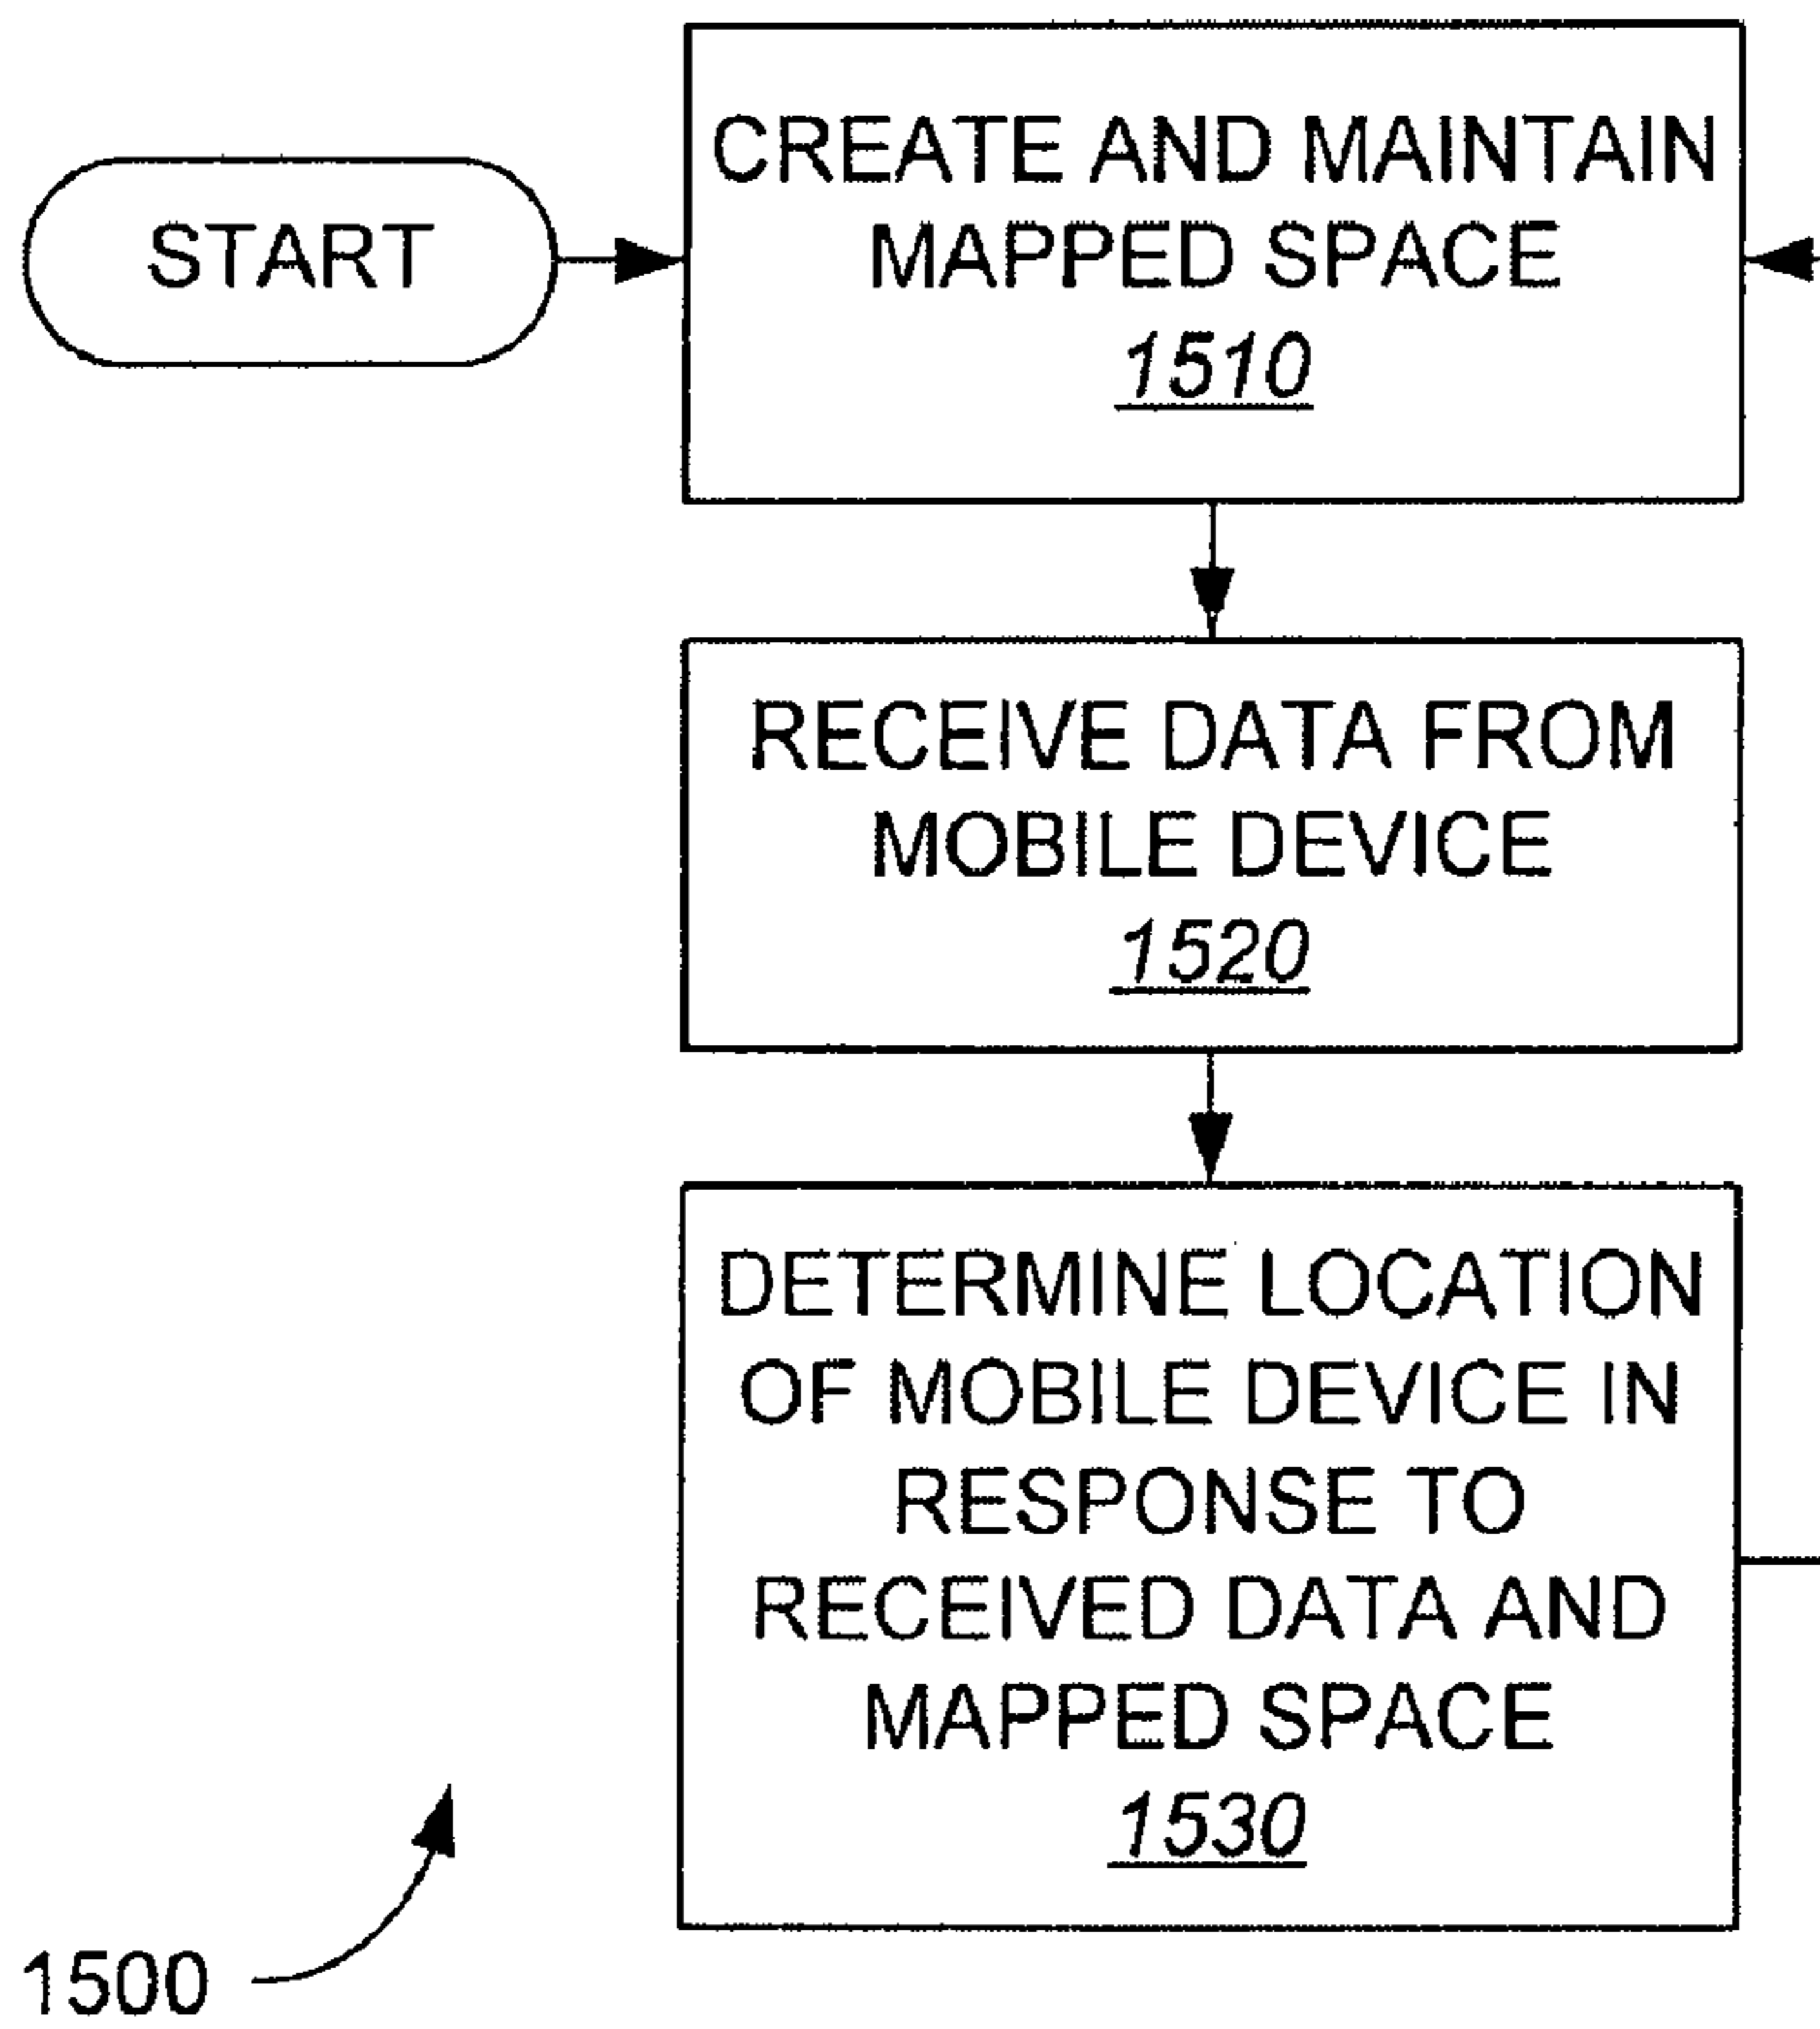 START
CREATE AND MAINTAIN
MAPPED SPACE
1510
RECEIVE DATA FROM
MOBILE DEVICE
1520
DETERMINE LOCATION
OF MOBILE DEVICE IN
RESPONSE TO
RECEIVED DATA AND
MAPPED SPACE
1530
1500